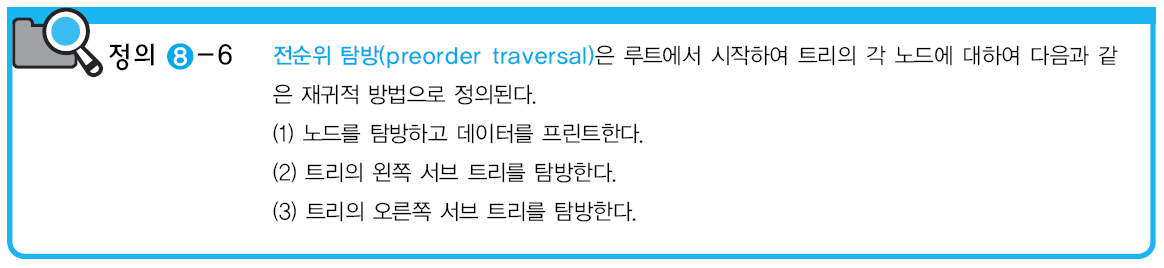 정의 8-6 전순위 탐방(preorder traversal)은 루트에서 시작하여 트리의 각 노드에 대하여 다음과 같
은 재귀적 방법으로 정의된다.
(1) 노드를 탐방하고 데이터를 프린트한다.
(2) 트리의 왼쪽 서브 트리를 탐방한다.
(3) 트리의 오른쪽 서브 트리를 탐방한다.